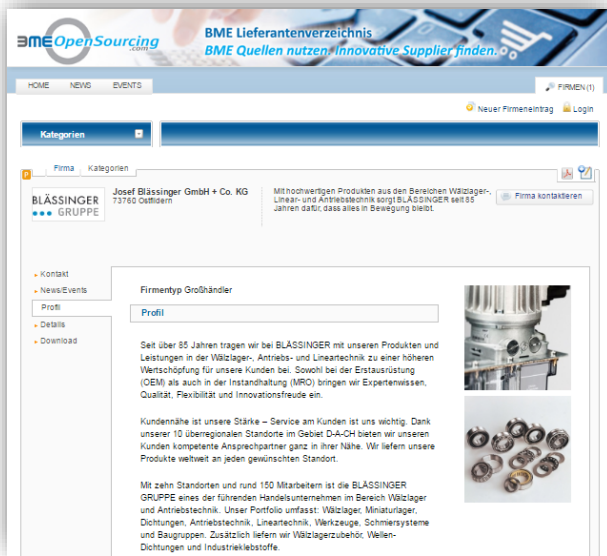 BME OpenSourcing
.com
BME Lieferantenverzeichnis
BME Quellen nutzen. Innovative Supplier finden.
HOME NEWS EVENTS
FIRMEN (1)
Neuer Firmeneintrag Login
Kategorien
Firma Kategorien
BLÄSSINGER
GRUPPE
Josef Blässinger GmbH + Co. KG
73760 Ostfildern
Mit hochwertigen Produkten aus den Bereichen Wälzlager-,
Linear- und Antriebstechnik sorgt BLÄSSINGER seit 85
Jahren dafür, dass alles in Bewegung bleibt.
Firma kontaktieren
Kontakt
News/Events
Profil
Details
Download
Firmentyp Großhändler
Profil
Seit über 85 Jahren tragen wir bei BLÄSSINGER mit unseren Produkten und
Leistungen in der Wälzlager-, Antriebs- und Lineartechnik zu einer höheren
Wertschöpfung für unsere Kunden bei. Sowohl bei der Erstausrüstung
(OEM) als auch in der Instandhaltung (MRO) bringen wir Expertenwissen,
Qualität, Flexibilität und Innovationsfreude ein.
Kundennähe ist unsere Stärke – Service am Kunden ist uns wichtig. Dank
unserer 10 überregionalen Standorte im Gebiet D-A-CH bieten wir unseren
Kunden kompetente Ansprechpartner ganz in ihrer Nähe. Wir liefern unsere
Produkte weltweit an jeden gewünschten Standort.
Mit zehn Standorten und rund 150 Mitarbeitern ist die BLÄSSINGER
GRUPPE eines der führenden Handelsunternehmen im Bereich Wälzlager
und Antriebstechnik. Unser Portfolio umfasst: Wälzlager, Miniaturlager,
Dichtungen, Antriebstechnik, Lineartechnik, Werkzeuge, Schmiersysteme
und Baugruppen. Zusätzlich liefern wir Wälzlagerzubehör, Wellen-
Dichtungen und Industrieklebstoffe.